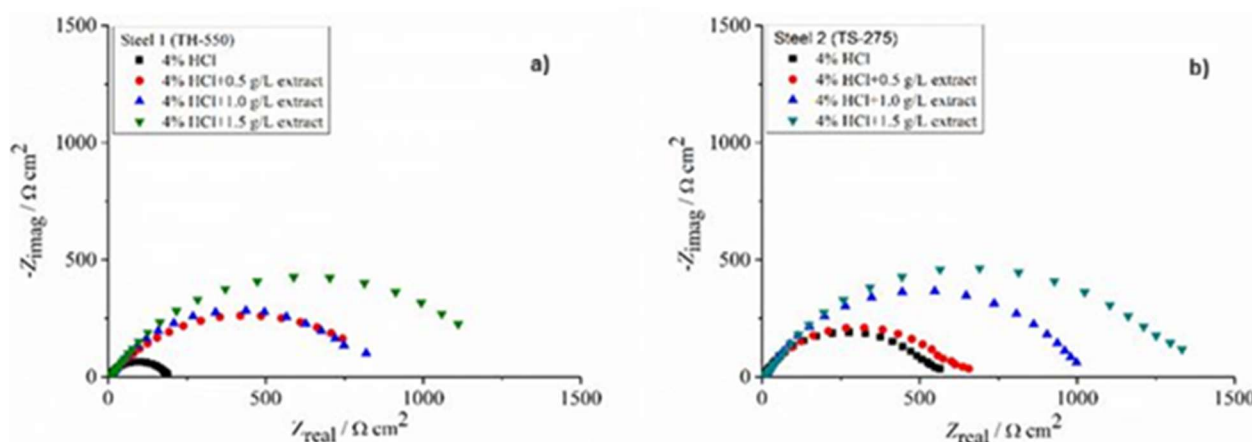 1500
1000
500
0
-Zimag / Ω cm²
Steel 1 (TH-550)
4% HCl
4% HCl+0.5 g/L extract
4% HCl+1.0 g/L extract
4% HCl+1.5 g/L extract
a)
0 500 1000 1500
Zreal / Ω cm²
1500
1000
500
0
-Zimag / Ω cm²
Steel 2 (TS-275)
4% HCl
4% HCl+0.5 g/L extract
4% HCl+1.0 g/L extract
4% HCl+1.5 g/L extract
b)
0 500 1000 1500
Zreal / Ω cm²